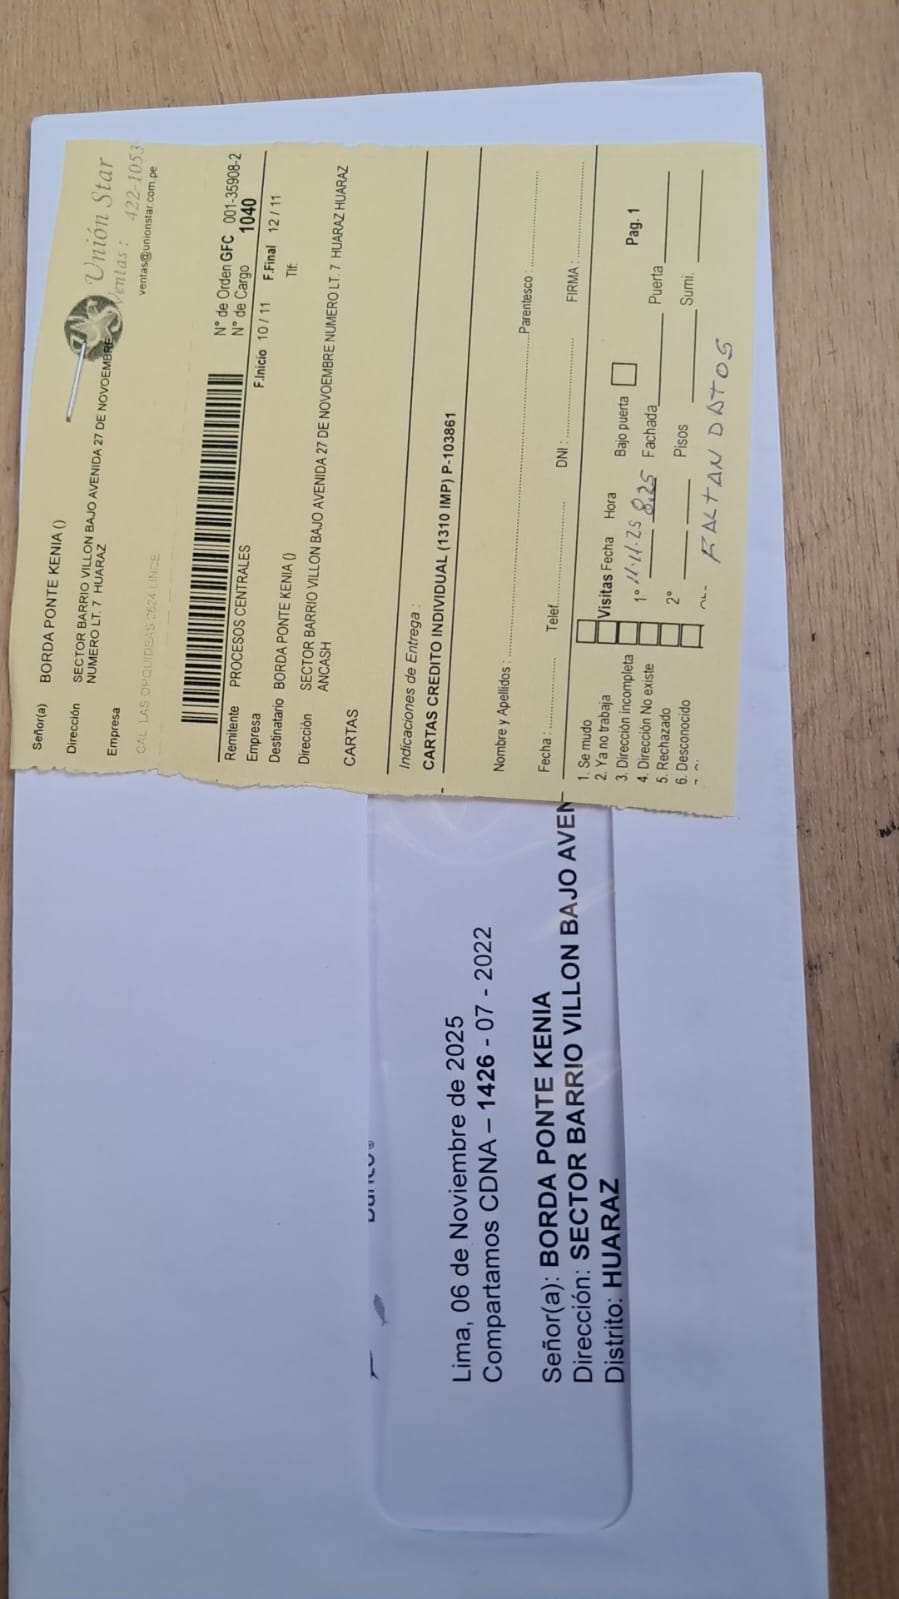 Unión Star
Ventas : 422-1053
ventas@unionstar.com.pe
Señor(a) BORDA PONTE KENIA ()
Dirección SECTOR BARRIO VILLON BAJO AVENIDA 27 DE NOVOEMBRE
NUMERO LT. 7 HUARAZ
Empresa
CAL LAS ORQUIDEAS 2624 LINCE
N° de Orden GFC 001-35908-2
N° de Cargo 1040
Remitente PROCESOS CENTRALES
Empresa F.Inicio 10 / 11 F.Final 12 / 11
Destinatario BORDA PONTE KENIA () Tlf:
Dirección SECTOR BARRIO VILLON BAJO AVENIDA 27 DE NOVOEMBRE NUMERO LT. 7 HUARAZ HUARAZ
ANCASH
CARTAS
Indicaciones de Entrega :
CARTAS CREDITO INDIVIDUAL (1310 IMP) P-103861
Nombre y Apellidos : Parentesco :
Fecha : Telef. DNI : FIRMA :
1. Se mudo
2. Ya no trabaja Visitas Fecha Hora Bajo puerta Pag. 1
3. Dirección incompleta 1° 11.11.25 8.25 Fachada Puerta
4. Dirección No existe
5. Rechazado 2° Pisos Sumi.
6. Desconocido
FALTAN DATOS
Lima, 06 de Noviembre de 2025
Compartamos CDNA – 1426 - 07 - 2022
Señor(a): BORDA PONTE KENIA
Dirección: SECTOR BARRIO VILLON BAJO AVEN
Distrito: HUARAZ